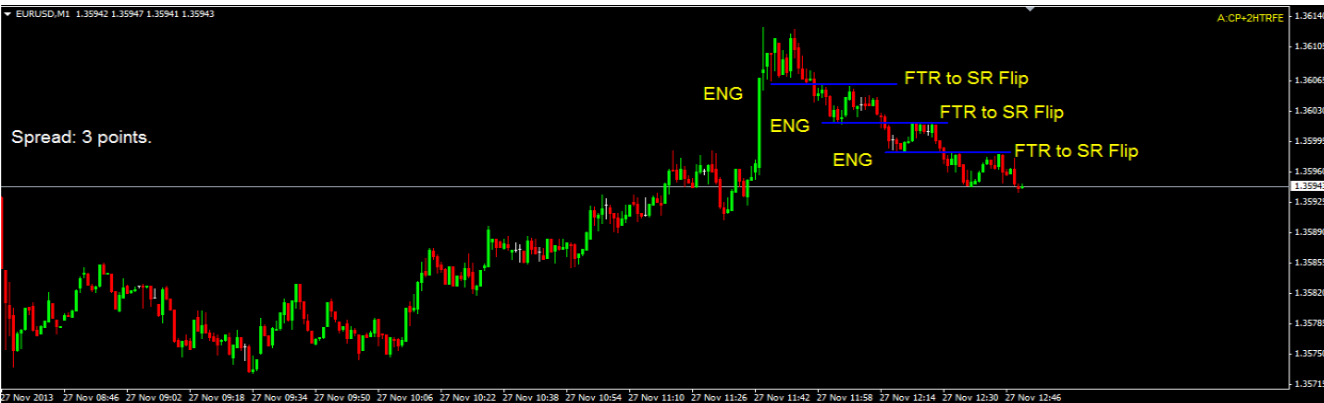 EURUSD,M1 1.35942 1.35947 1.35941 1.35943
A:CP+2HTRFE
1.36140
1.36105
FTR to SR Flip
1.36065
ENG
FTR to SR Flip
1.36030
ENG
Spread: 3 points.
1.35995
FTR to SR Flip
ENG
1.35960
1.35943
1.35925
1.35890
1.35855
1.35820
1.35785
1.35750
1.35715
27 Nov 2013 27 Nov 08:46 27 Nov 09:02 27 Nov 09:18 27 Nov 09:34 27 Nov 09:50 27 Nov 10:06 27 Nov 10:22 27 Nov 10:38 27 Nov 10:54 27 Nov 11:10 27 Nov 11:26 27 Nov 11:42 27 Nov 11:58 27 Nov 12:14 27 Nov 12:30 27 Nov 12:46